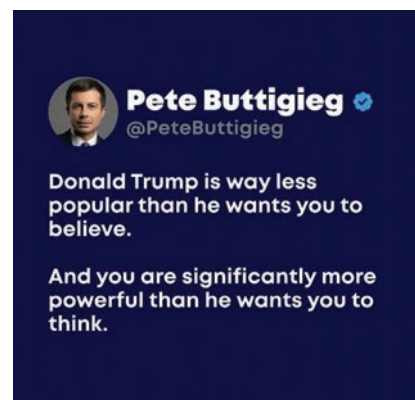 Pete Buttigieg
@PeteButtigieg
Donald Trump is way less
popular than he wants you to
believe.
And you are significantly more
powerful than he wants you to
think.